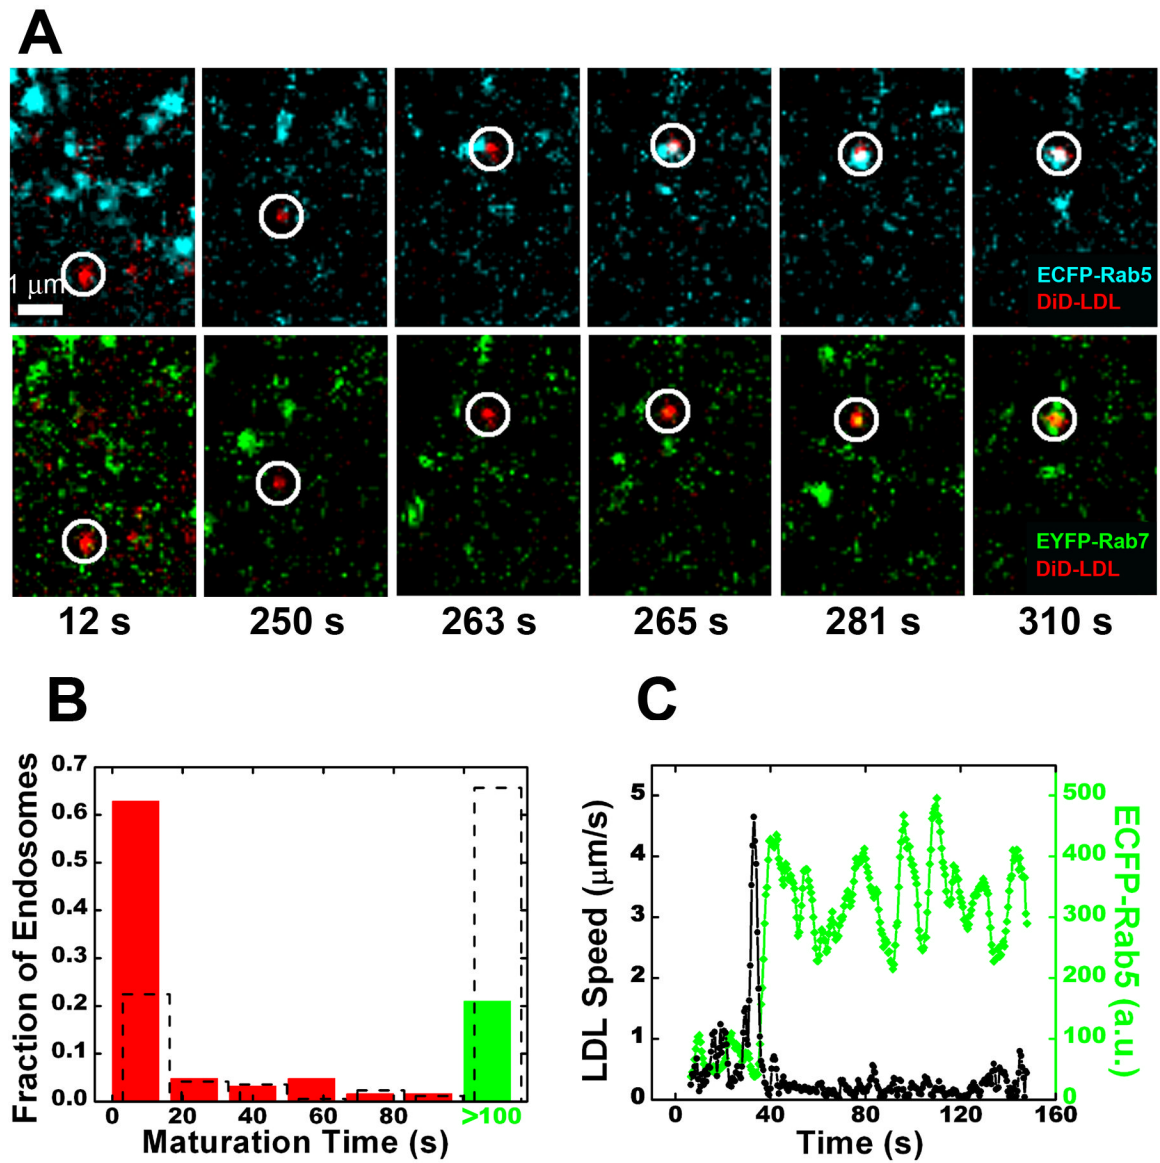 A
1 μm
ECFP-Rab5
DiD-LDL
EYFP-Rab7
DiD-LDL
12 s 250 s 263 s 265 s 281 s 310 s
B
Fraction of Endosomes
0.7
0.6
0.5
0.4
0.3
0.2
0.1
0.0
0 20 40 60 80 >100
Maturation Time (s)
C
LDL Speed (μm/s)
5
4
3
2
1
0
500
400
300
200
100
0
ECFP-Rab5 (a.u.)
0 40 80 120 160
Time (s)